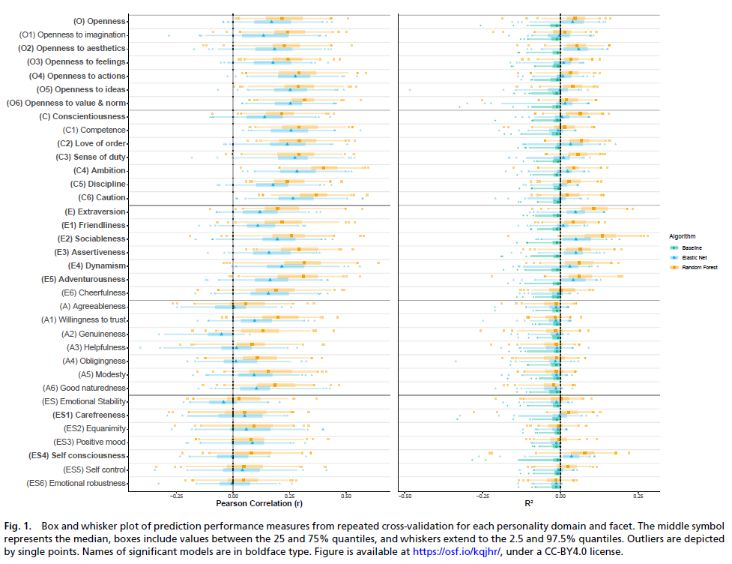 (O) Openness
(O1) Openness to imagination
(O2) Openness to aesthetics
(O3) Openness to feelings
(O4) Openness to actions
(O5) Openness to ideas
(O6) Openness to value & norm
(C) Conscientiousness
(C1) Competence
(C2) Love of order
(C3) Sense of duty
(C4) Ambition
(C5) Discipline
(C6) Caution
(E) Extraversion
(E1) Friendliness
(E2) Sociableness
(E3) Assertiveness
(E4) Dynamism
(E5) Adventurousness
(E6) Cheerfulness
(A) Agreeableness
(A1) Willingness to trust
(A2) Genuineness
(A3) Helpfulness
(A4) Obligingness
(A5) Modesty
(A6) Good naturedness
(ES) Emotional Stability
(ES1) Carefreeness
(ES2) Equanimity
(ES3) Positive mood
(ES4) Self consciousness
(ES5) Self control
(ES6) Emotional robustness
-0.25 0.00 0.25 0.50
Pearson Correlation (r)
-0.50 -0.25 0.00 0.25
R²
Algorithm
Baseline
Elastic Net
Random Forest
Fig. 1. Box and whisker plot of prediction performance measures from repeated cross-validation for each personality domain and facet. The middle symbol
represents the median, boxes include values between the 25 and 75% quantiles, and whiskers extend to the 2.5 and 97.5% quantiles. Outliers are depicted
by single points. Names of significant models are in boldface type. Figure is available at https://osf.io/kqjhr/, under a CC-BY4.0 license.